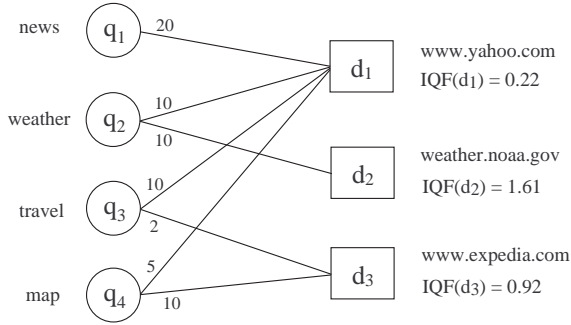 news
q1
20
d1
www.yahoo.com
IQF(d1) = 0.22
weather
q2
10
10
d2
weather.noaa.gov
IQF(d2) = 1.61
travel
q3
10
2
d3
www.expedia.com
IQF(d3) = 0.92
map
q4
5
10